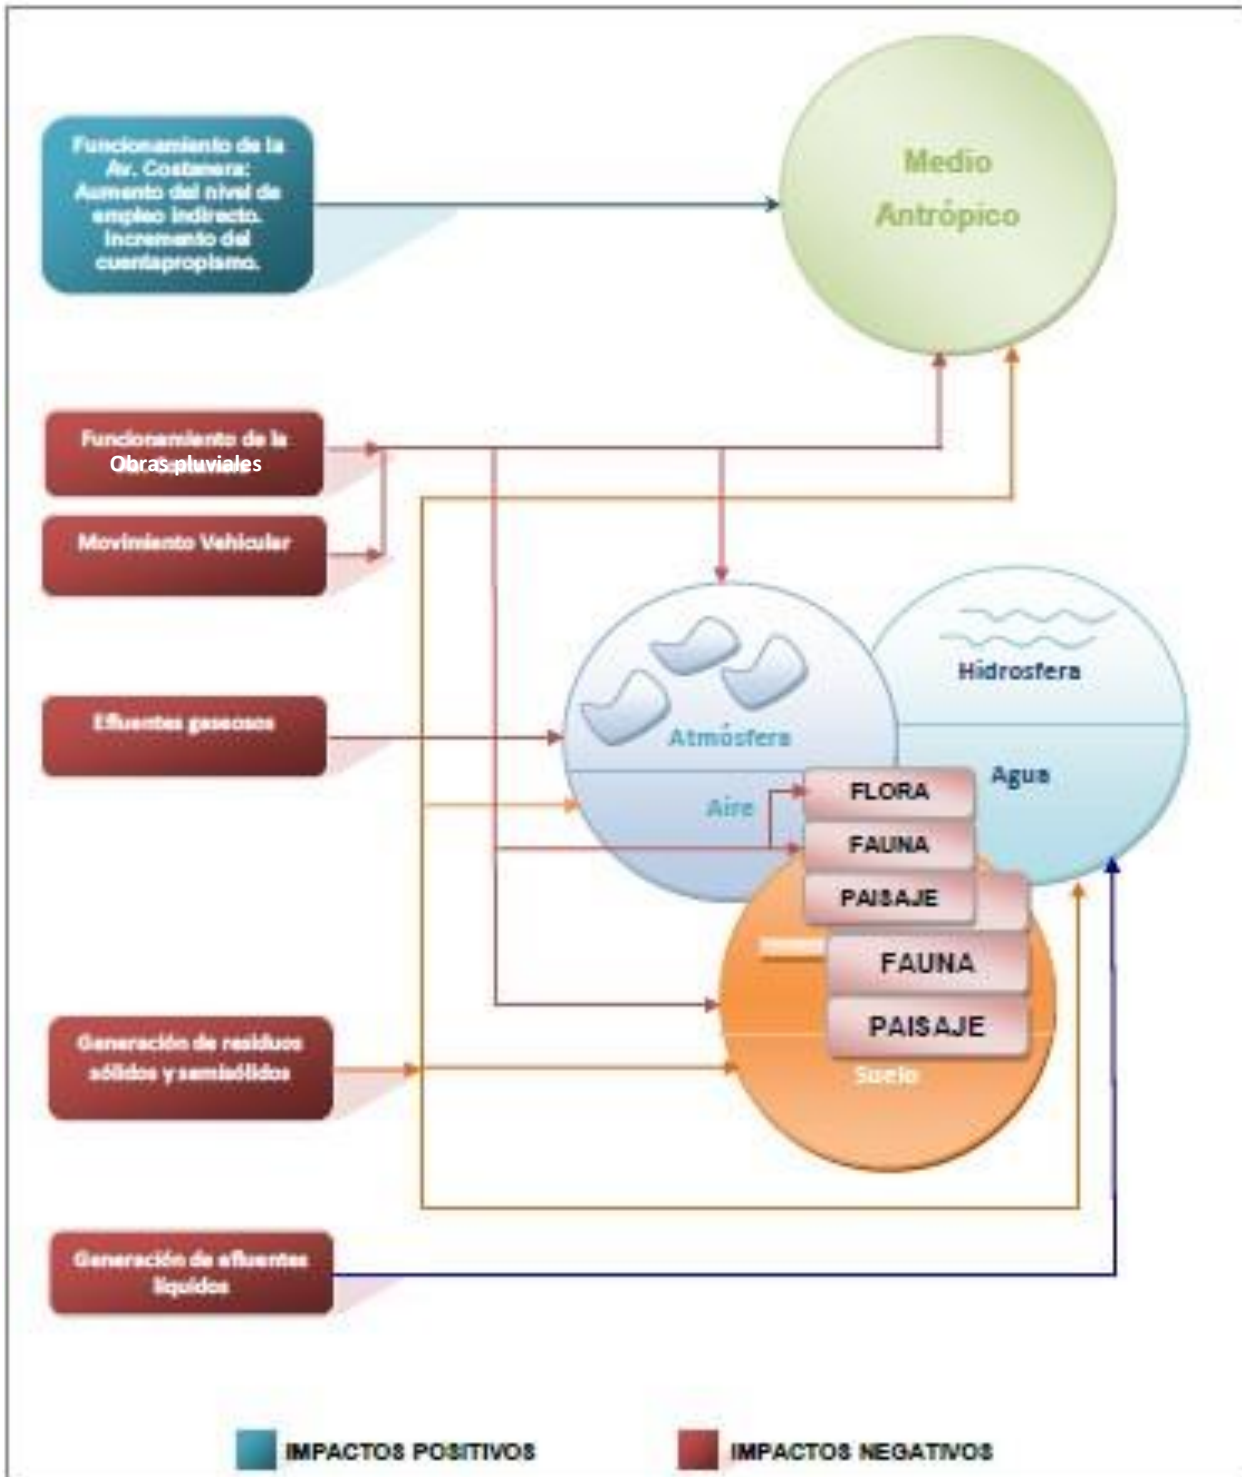 Funcionamiento de la
Av. Costanera:
Aumento del nivel de
empleo indirecto.
Incremento del
cuentapropismo.
Medio
Antrópico
Funcionamiento de la
Obras pluviales
Movimiento Vehicular
Hidrosfera
Efluentes gaseosos
Atmósfera
Agua
Aire
FLORA
FAUNA
PAISAJE
FAUNA
PAISAJE
Generación de residuos
sólidos y semisólidos
Suelo
Generación de efluentes
líquidos
IMPACTOS POSITIVOS
IMPACTOS NEGATIVOS